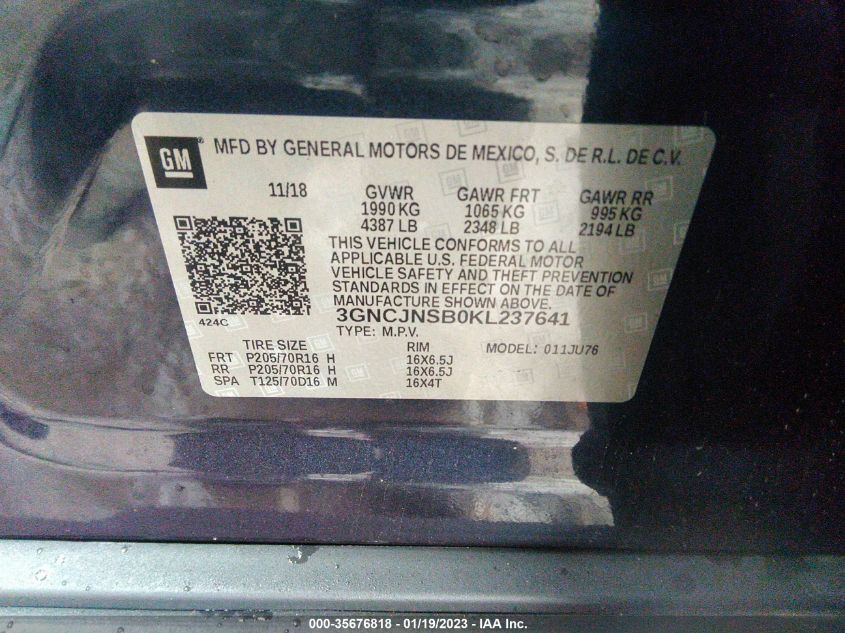 GM
MFD BY GENERAL MOTORS DE MEXICO, S. DE R.L. DE C.V.
11/18 GVWR GAWR FRT GAWR RR
1990 KG 1065 KG 995 KG
4387 LB 2348 LB 2194 LB
THIS VEHICLE CONFORMS TO ALL
APPLICABLE U.S. FEDERAL MOTOR
VEHICLE SAFETY AND THEFT PREVENTION
STANDARDS IN EFFECT ON THE DATE OF
MANUFACTURE SHOWN ABOVE.
424C 3GNCJNSB0KL237641
TYPE: M.P.V.
TIRE SIZE RIM MODEL: 011JU76
FRT P205/70R16 H 16X6.5J
RR P205/70R16 H 16X6.5J
SPA T125/70D16 M 16X4T
000-35676818 - 01/19/2023 - IAA Inc.